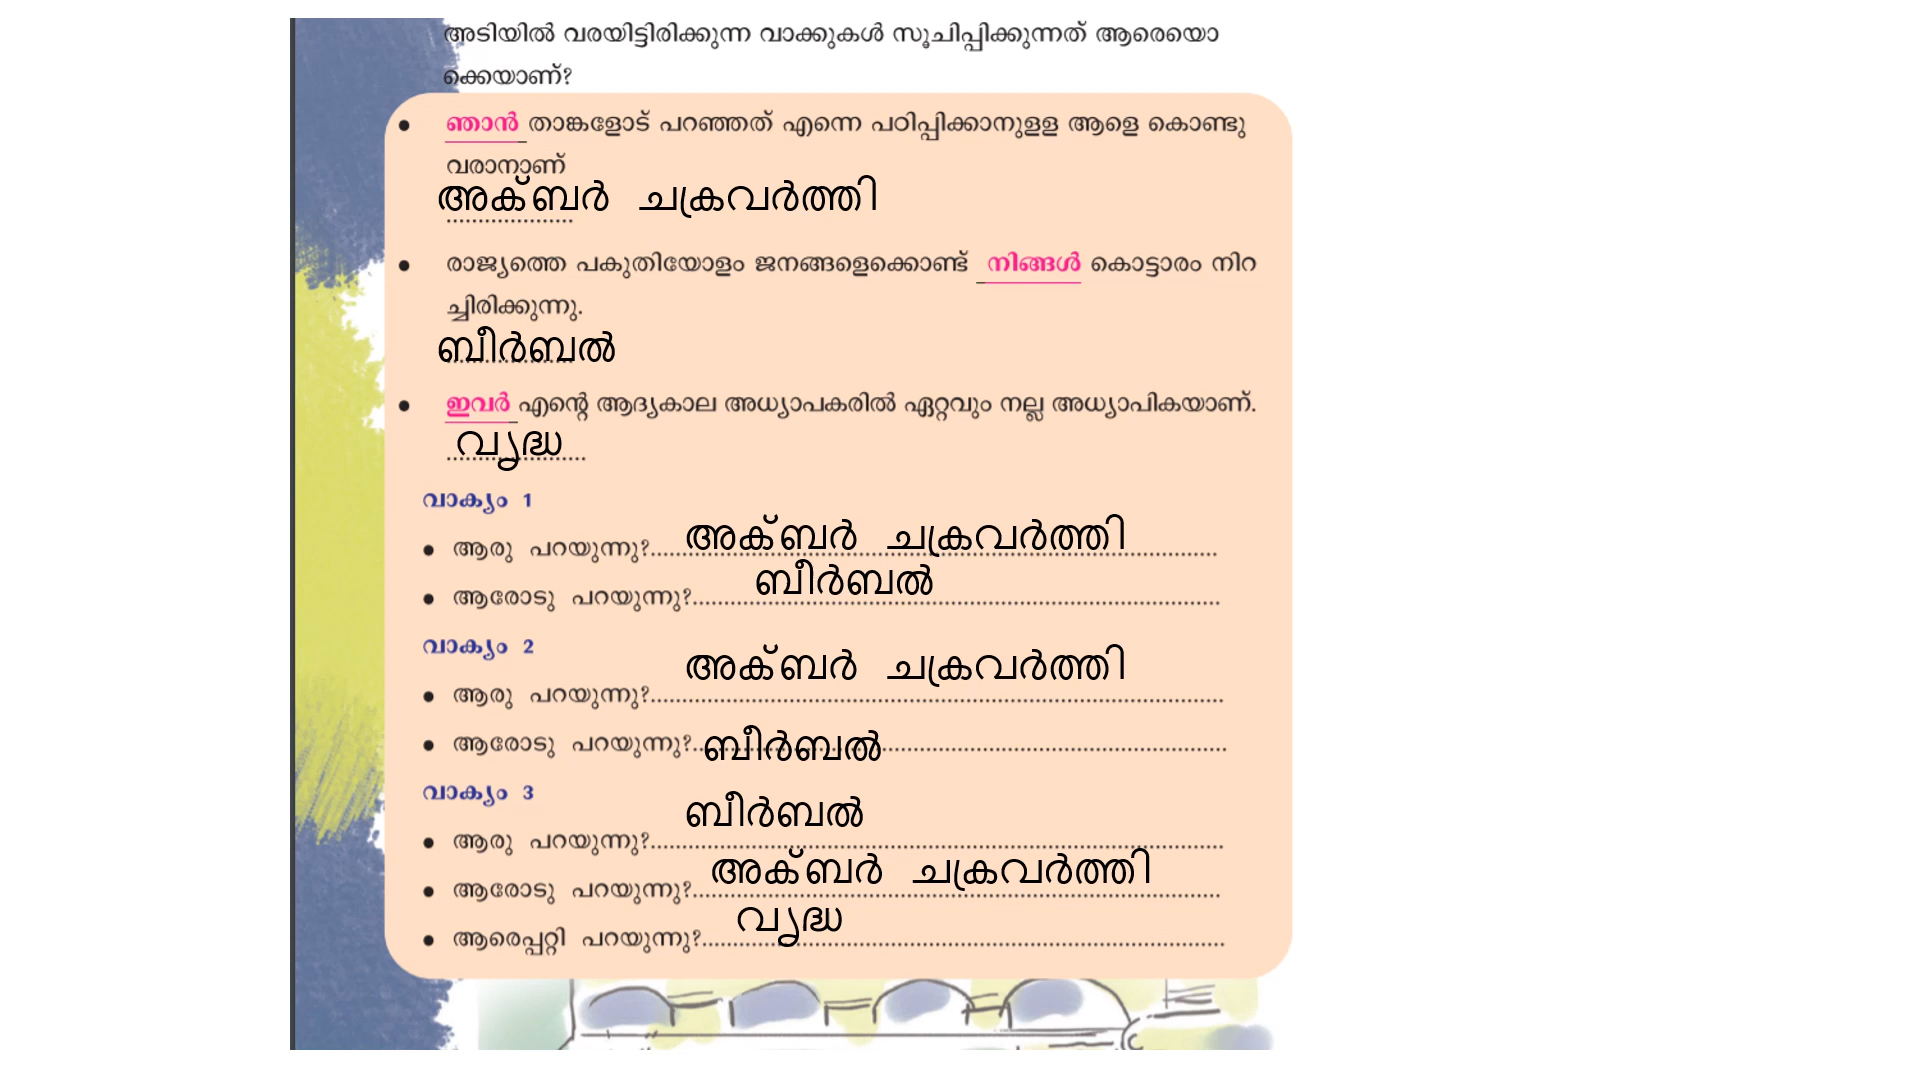 അടിയിൽ വരയിട്ടിരിക്കുന്ന വാക്കുകൾ സൂചിപ്പിക്കുന്നത് ആരെയൊ
ക്കെയാണ്?
• ഞാൻ താങ്കളോട് പറഞ്ഞത് എന്നെ പഠിപ്പിക്കാനുളള ആളെ കൊണ്ടു
വരാനാണ്
അക്ബർ ചക്രവർത്തി
• രാജ്യത്തെ പകുതിയോളം ജനങ്ങളെക്കൊണ്ട് നിങ്ങൾ കൊട്ടാരം നിറ
ച്ചിരിക്കുന്നു.
ബീർബൽ
• ഇവർ എന്റെ ആദ്യകാല അധ്യാപകരിൽ ഏറ്റവും നല്ല അധ്യാപികയാണ്.
വൃദ്ധ
വാക്യം 1
• ആരു പറയുന്നു? അക്ബർ ചക്രവർത്തി
• ആരോടു പറയുന്നു? ബീർബൽ
വാക്യം 2
• ആരു പറയുന്നു? അക്ബർ ചക്രവർത്തി
• ആരോടു പറയുന്നു? ബീർബൽ
വാക്യം 3
• ആരു പറയുന്നു? ബീർബൽ
• ആരോടു പറയുന്നു? അക്ബർ ചക്രവർത്തി
• ആരെപ്പറ്റി പറയുന്നു? വൃദ്ധ